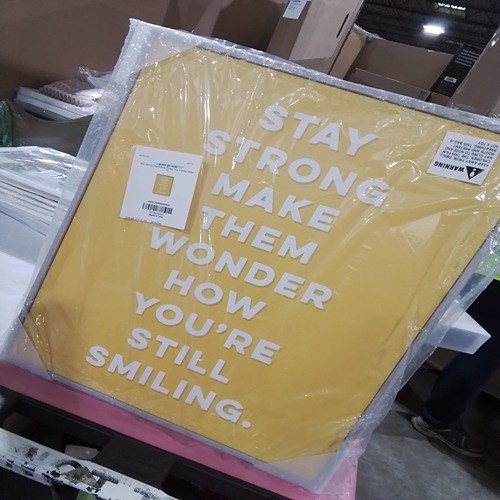 STAY
STRONG
MAKE
THEM
WONDER
HOW
YOU'RE
STILL
SMILING.
WARNING